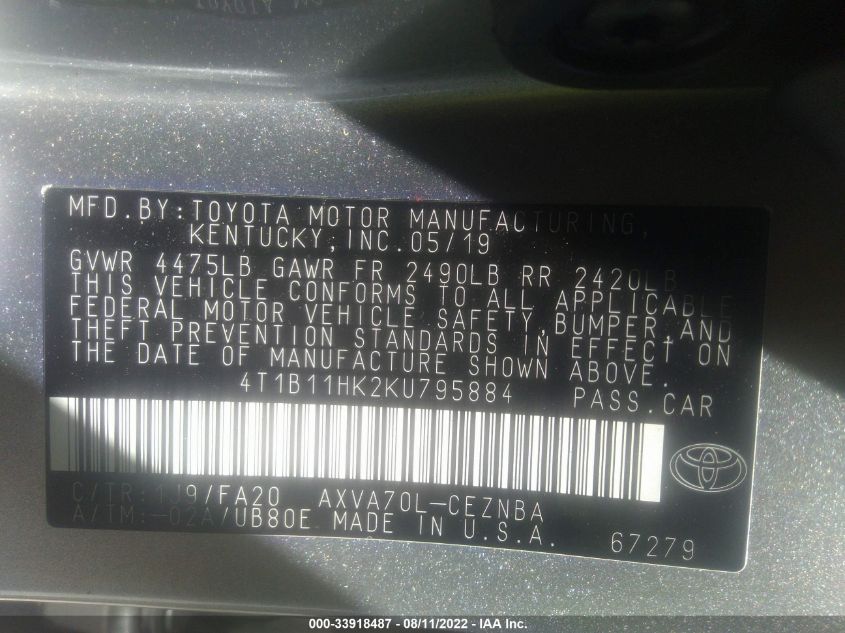 MFD.BY:TOYOTA MOTOR MANUFACTURING,
KENTUCKY,INC.05/19
GVWR 4475LB GAWR FR 2490LB RR 2420LB
THIS VEHICLE CONFORMS TO ALL APPLICABLE
FEDERAL MOTOR VEHICLE SAFETY,BUMPER,AND
THEFT PREVENTION STANDARDS IN EFFECT ON
THE DATE OF MANUFACTURE SHOWN ABOVE.
4T1B11HK2KU795884 PASS.CAR
C/TR:1J9/FA20 AXVA70L-CEZNBA
A/TM:-02A/UB80E MADE IN U.S.A. 67279
000-33918487 - 08/11/2022 - IAA Inc.